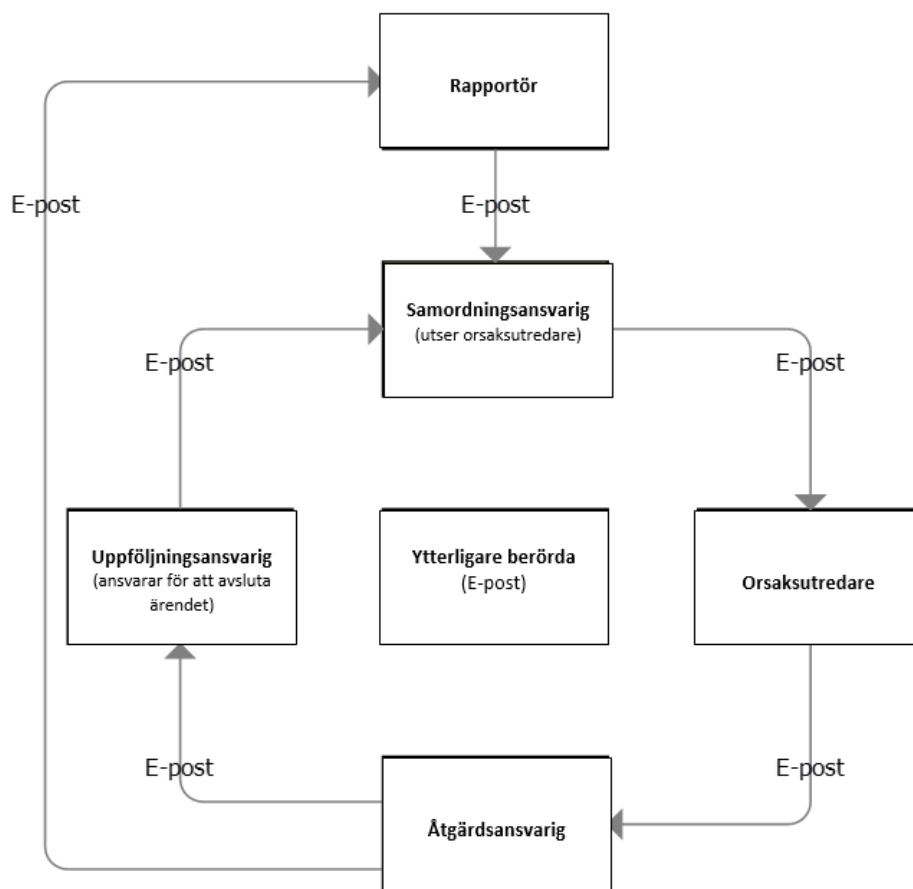 Rapportör
E-post
E-post
Samordningsansvarig
(utser orsaksutredare)
E-post
E-post
Uppföljningsansvarig
(ansvarar för att avsluta
ärendet)
Ytterligare berörda
(E-post)
Orsaksutredare
E-post
E-post
Åtgärdsansvarig